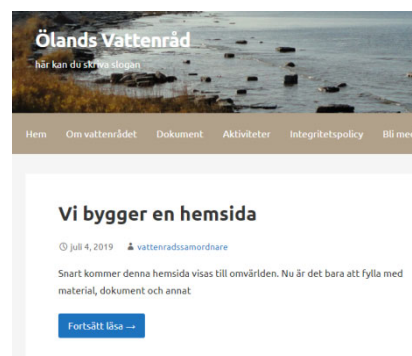 Ölands Vattenråd
här kan du skriva slogan
Hem Om vattenrådet Dokument Aktiviteter Integritetspolicy Bli
Vi bygger en hemsida
juli 4, 2019 vattenradssamordnare
Snart kommer denna hemsida visas till omvärlden. Nu är det bara att fylla med
material, dokument och annat
Fortsätt läsa →